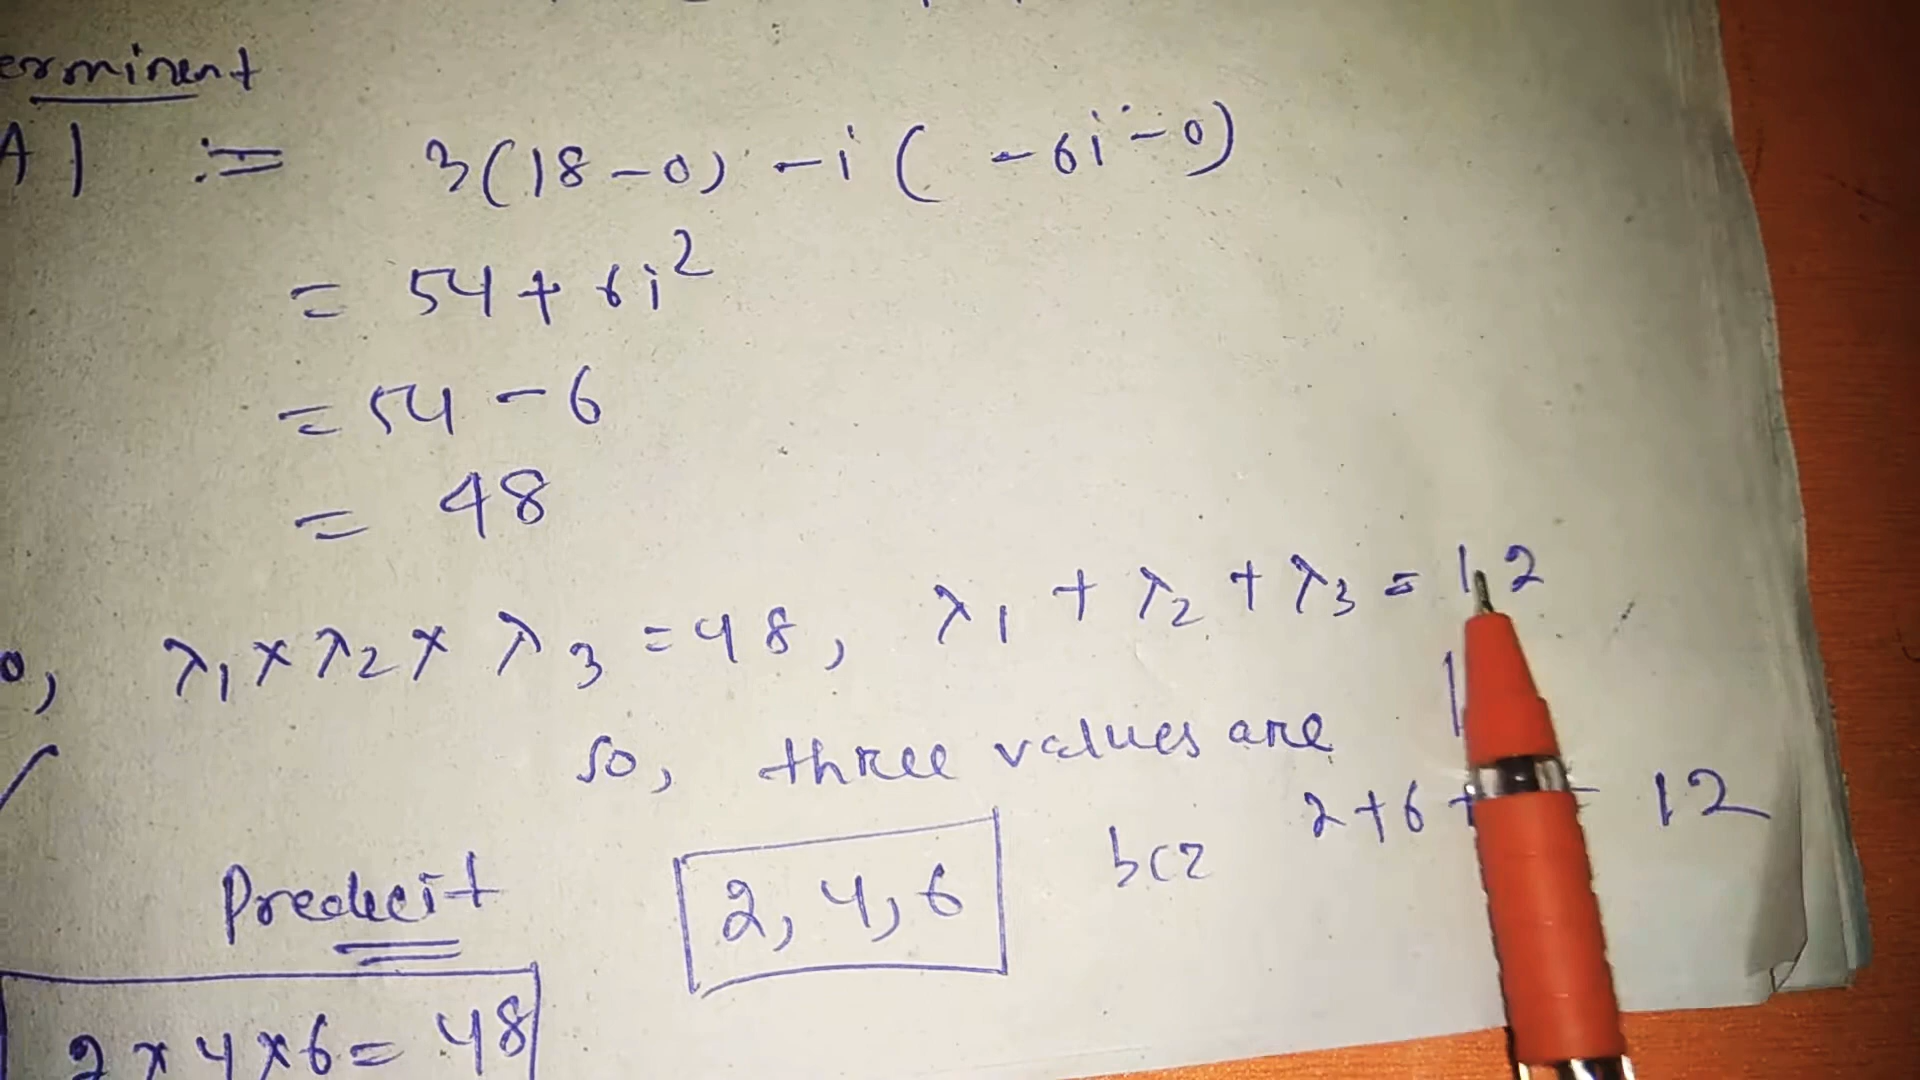 erminent
A| := 3(18-0) -i( -6i-0)
= 54 + 6i²
= 54 - 6
= 48
o, λ₁ × λ₂ × λ₃ = 48, λ₁ + λ₂ + λ₃ = 12
so, three values are
2+6+ = 12
Predict 2, 4, 6 bcz
2 × 4 × 6 = 48